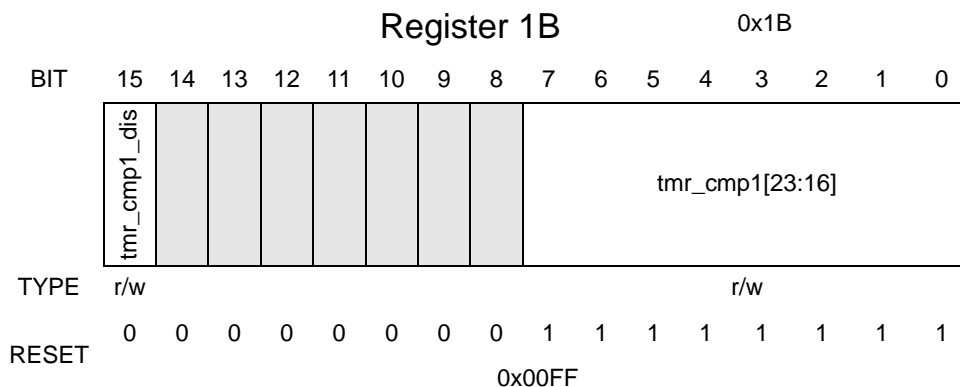 Register 1B 0x1B
BIT 15 14 13 12 11 10 9 8 7 6 5 4 3 2 1 0
tmr_cmp1_dis
tmr_cmp1[23:16]
TYPE r/w r/w
RESET 0 0 0 0 0 0 0 0 1 1 1 1 1 1 1 1
0x00FF